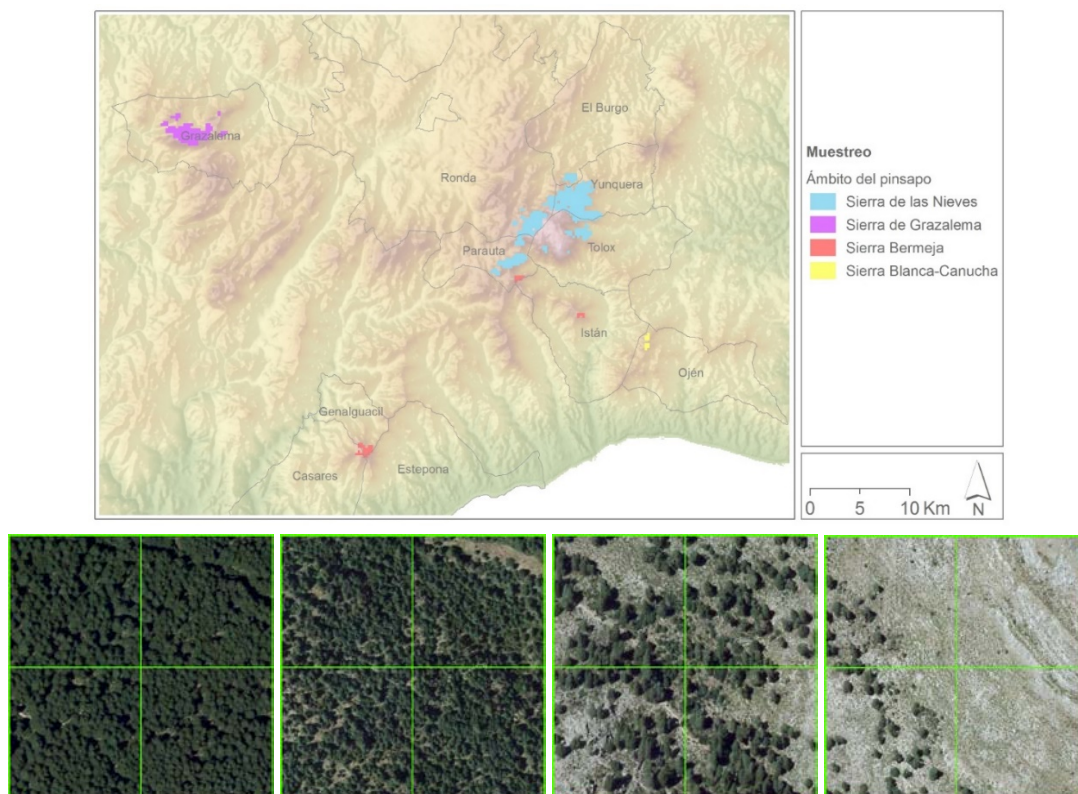 El Burgo
Grazalema
Ronda
Yunquera
Parauta
Tolox
Istán
Ojén
Genalguacil
Casares
Estepona
Muestreo
Ámbito del pinsapo
Sierra de las Nieves
Sierra de Grazalema
Sierra Bermeja
Sierra Blanca-Canucha
0 5 10 Km
N